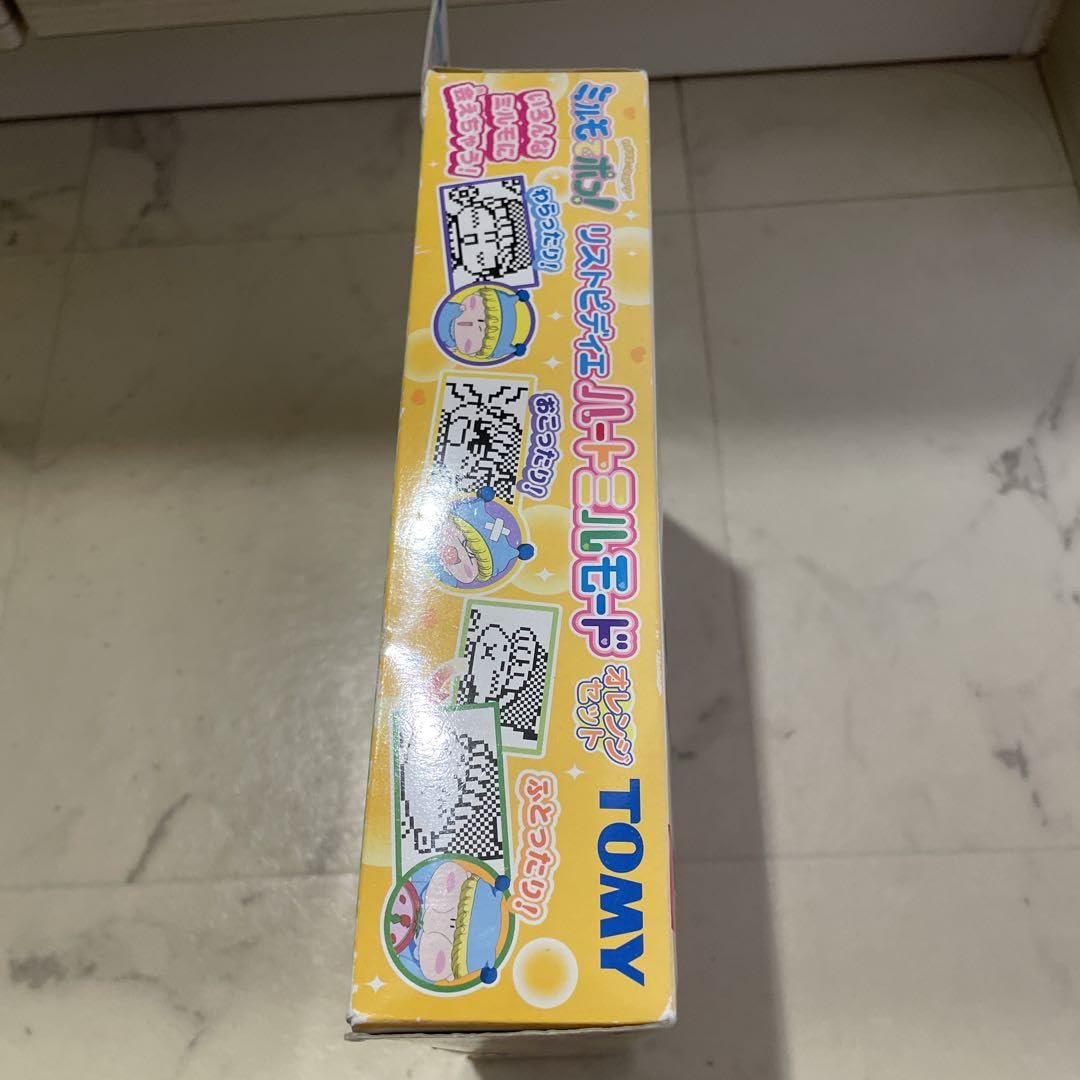 ミルモでポン!
リストピディエ
ハートミルモード
オレンジ
セット
TOMY
いろんな
ミルモに
会えちゃう!
わらったり!
おこったり!
ふとったり!